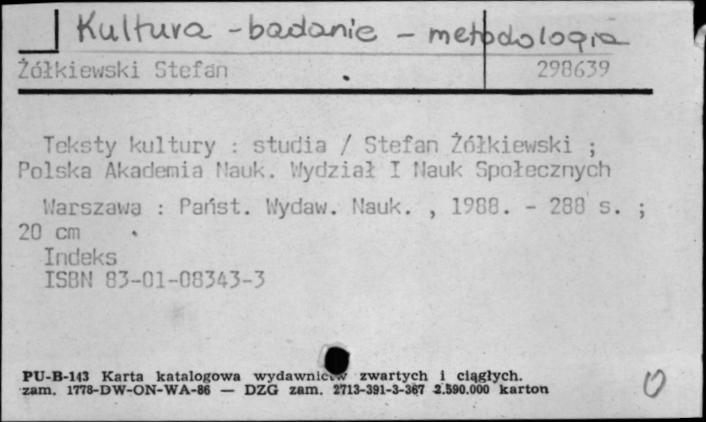 Kultura - badanie - metodologia
Żółkiewski Stefan 298639
Teksty kultury : studia / Stefan Żółkiewski ;
Polska Akademia Nauk. Wydział I Nauk Społecznych
Warszawa : Państ. Wydaw. Nauk. , 1988. - 288 s. ;
20 cm
Indeks
ISBN 83-01-08343-3
PU-B-143 Karta katalogowa wydawnictw zwartych i ciągłych.
zam. 1778-DW-ON-WA-86 — DZG zam. 2713-391-3-367 2.590.000 karton